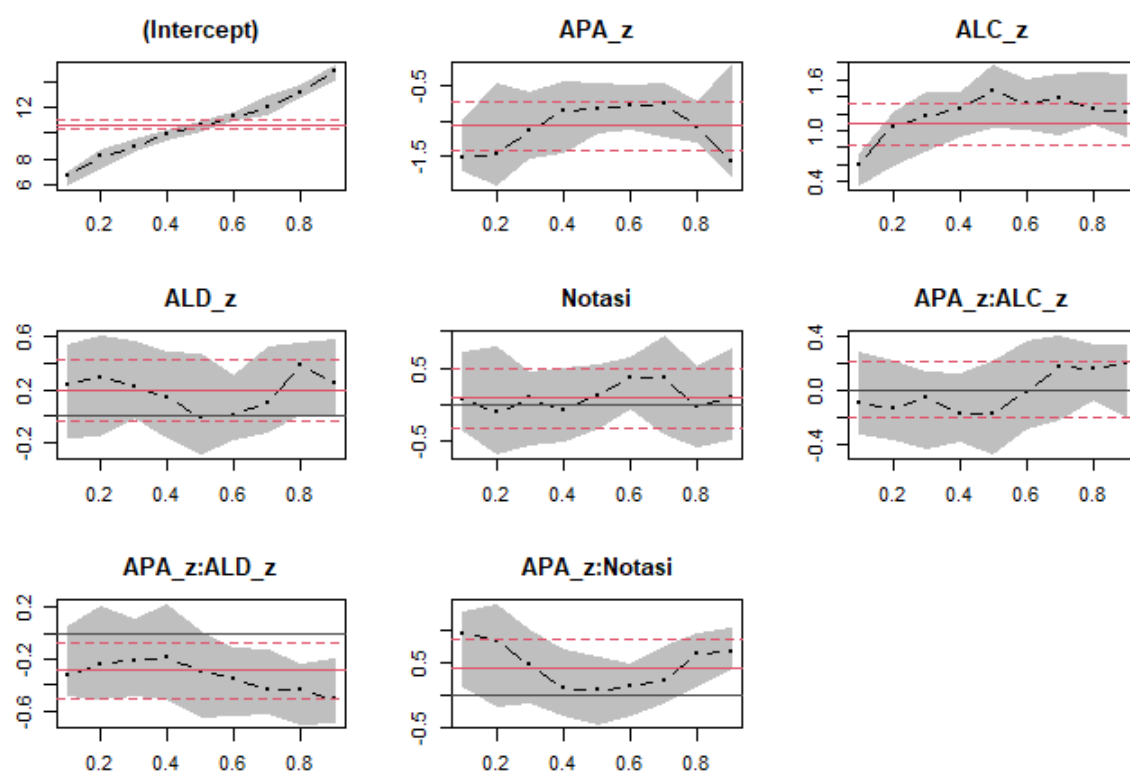 (Intercept)
APA_z
ALC_z
6 8 12
-1.5 -0.5
0.4 1.0 1.6
0.2 0.4 0.6 0.8
0.2 0.4 0.6 0.8
0.2 0.4 0.6 0.8
ALD_z
Notasi
APA_z:ALC_z
-0.2 0.2 0.6
-0.5 0.5
-0.4 0.0 0.4
0.2 0.4 0.6 0.8
0.2 0.4 0.6 0.8
0.2 0.4 0.6 0.8
APA_z:ALD_z
APA_z:Notasi
-0.6 -0.2 0.2
-0.5 0.5
0.2 0.4 0.6 0.8
0.2 0.4 0.6 0.8